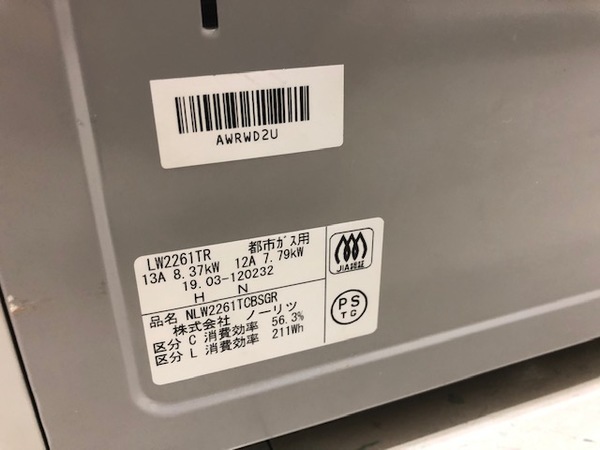 AWRWD2U
LW2261TR 都市ガス用
13A 8.37kW 12A 7.79kW
19.03-120232
H N
品名 NLW2261TCBSGR
株式会社 ノーリツ
区分 C 消費効率 56.3%
区分 L 消費効率 211Wh
JIA認証
PS
TG